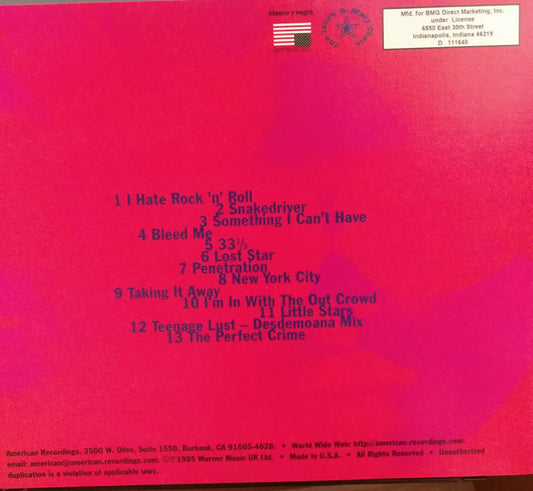 blanco y negro
THE JESUS & MARY CHAIN
Mfd. for BMG Direct Marketing, Inc.
under License
6550 East 30th Street
Indianapolis, Indiana 46219
D 111640
1 I Hate Rock 'n' Roll
2 Snakedriver
3 Something I Can't Have
4 Bleed Me
5 33⅓
6 Lost Star
7 Penetration
8 New York City
9 Taking It Away
10 I'm In With The Out Crowd
11 Little Stars
12 Teenage Lust – Desdemoana Mix
13 The Perfect Crime
American Recordings, 3500 W. Olive, Suite 1550, Burbank, CA 91505-4628. * World Wide Web: http://american.recordings.com.
email: american@american.recordings.com. ©℗1995 Warner Music UK Ltd. * Made in U.S.A. * All Rights Reserved * Unauthorized
duplication is a violation of applicable laws.